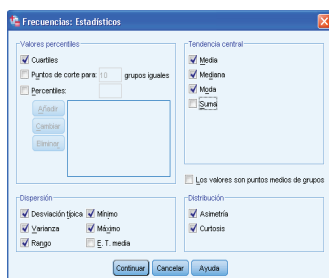 Frecuencias: Estadísticos
Valores percentiles
Cuartiles
Puntos de corte para: 10 grupos iguales
Percentiles:
Añadir
Cambiar
Eliminar
Tendencia central
Media
Mediana
Moda
Suma
Los valores son puntos medios de grupos
Dispersión
Desviación típica
Mínimo
Varianza
Máximo
Rango
E. T. media
Distribución
Asimetría
Curtosis
Continuar
Cancelar
Ayuda